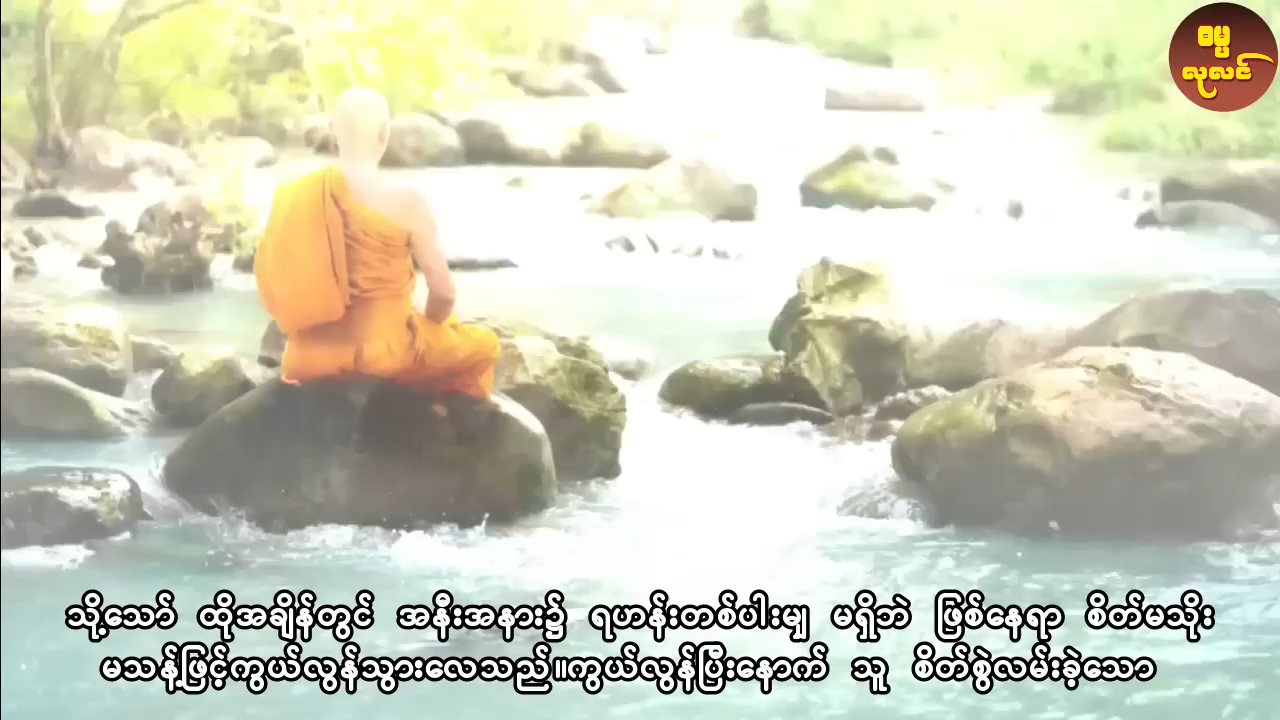 ဓမ္မ
လုလင်
သို့သော် ထိုအချိန်တွင် အနီးအနား၌ ရဟန်းတစ်ပါးမျှ မရှိဘဲ ဖြစ်နေရာ စိတ်မသိုး
မသန့်ဖြင့်ကွယ်လွန်သွားလေသည်။ကွယ်လွန်ပြီးနောက် သူ စိတ်စွဲလမ်းခဲ့သော